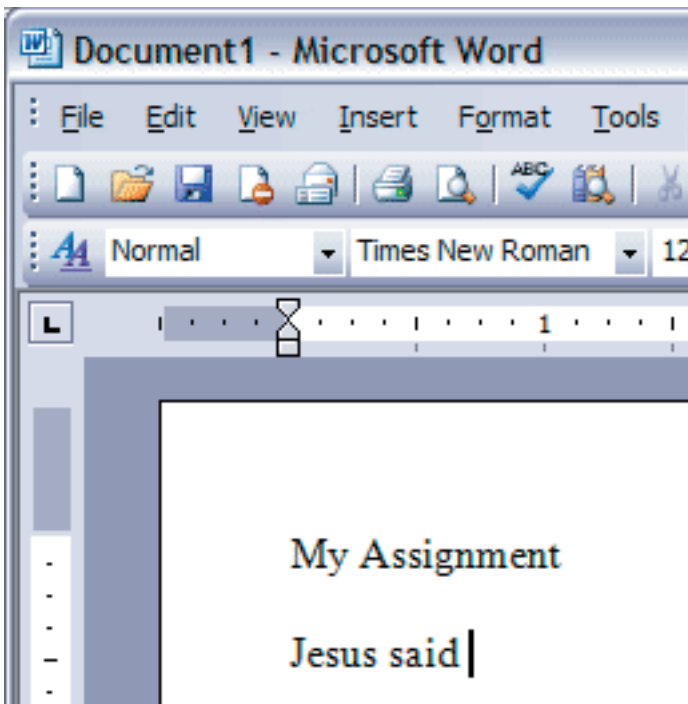 Document1 - Microsoft Word
File Edit View Insert Format Tools
ABC
Normal Times New Roman 12
1
My Assignment
Jesus said